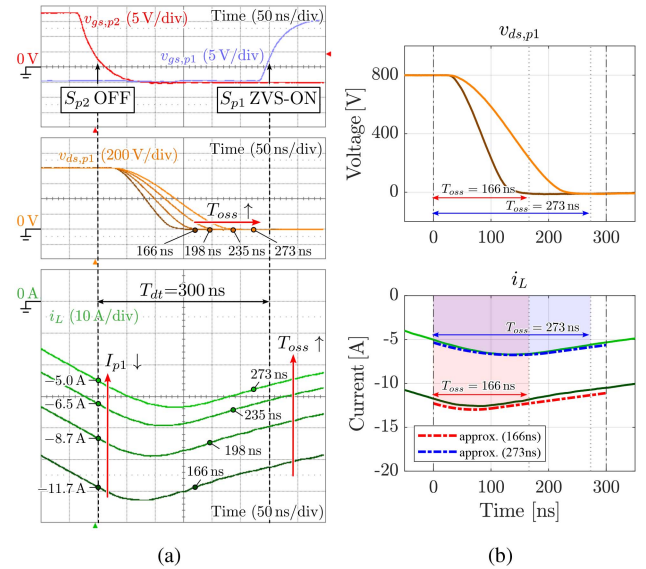 v_gs,p2 (5 V/div)
Time (50 ns/div)
0 V
v_gs,p1 (5 V/div)
S_p2 OFF
S_p1 ZVS-ON
v_ds,p1 (200 V/div)
Time (50 ns/div)
T_oss ↑
0 V
166 ns
198 ns
235 ns
273 ns
0 A
T_dt=300 ns
i_L (10 A/div)
I_p1 ↓
T_oss ↑
273 ns
−5.0 A
−6.5 A
235 ns
−8.7 A
198 ns
166 ns
−11.7 A
Time (50 ns/div)
(a)
v_ds,p1
Voltage [V]
800
400
0
T_oss = 166 ns
T_oss = 273 ns
0
100
200
300
i_L
Current [A]
0
-5
-10
-15
-20
T_oss = 273 ns
T_oss = 166 ns
approx. (166ns)
approx. (273ns)
0
100
200
300
Time [ns]
(b)